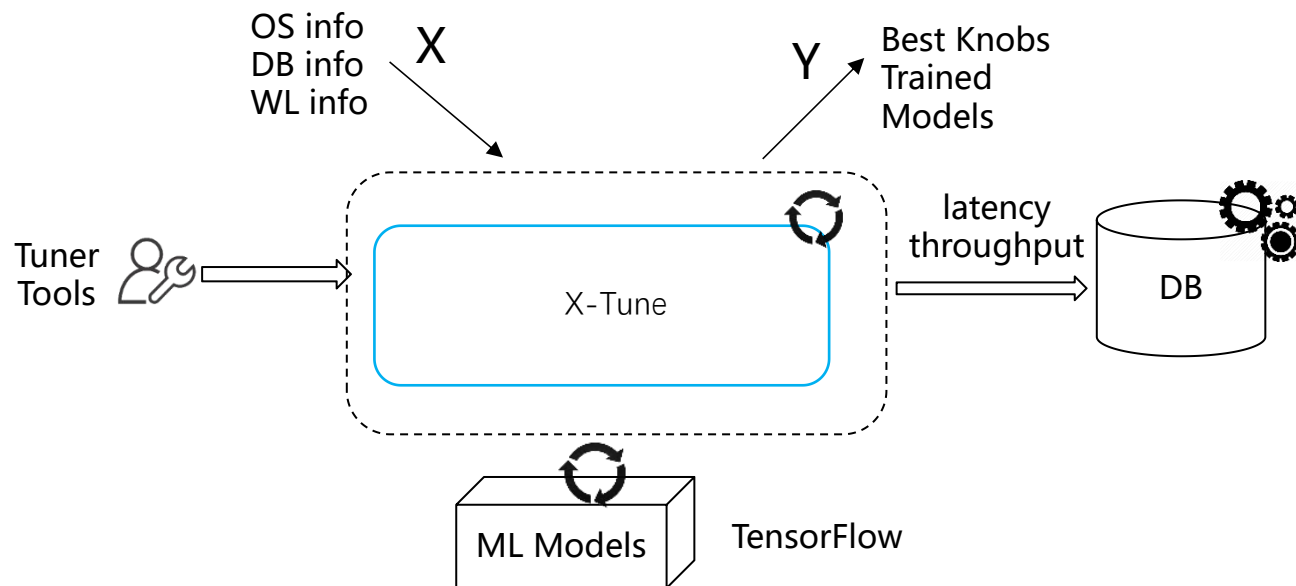 OS info
DB info
WL info
X
Y
Best Knobs
Trained
Models
Tuner
Tools
X-Tune
latency
throughput
DB
ML Models
TensorFlow